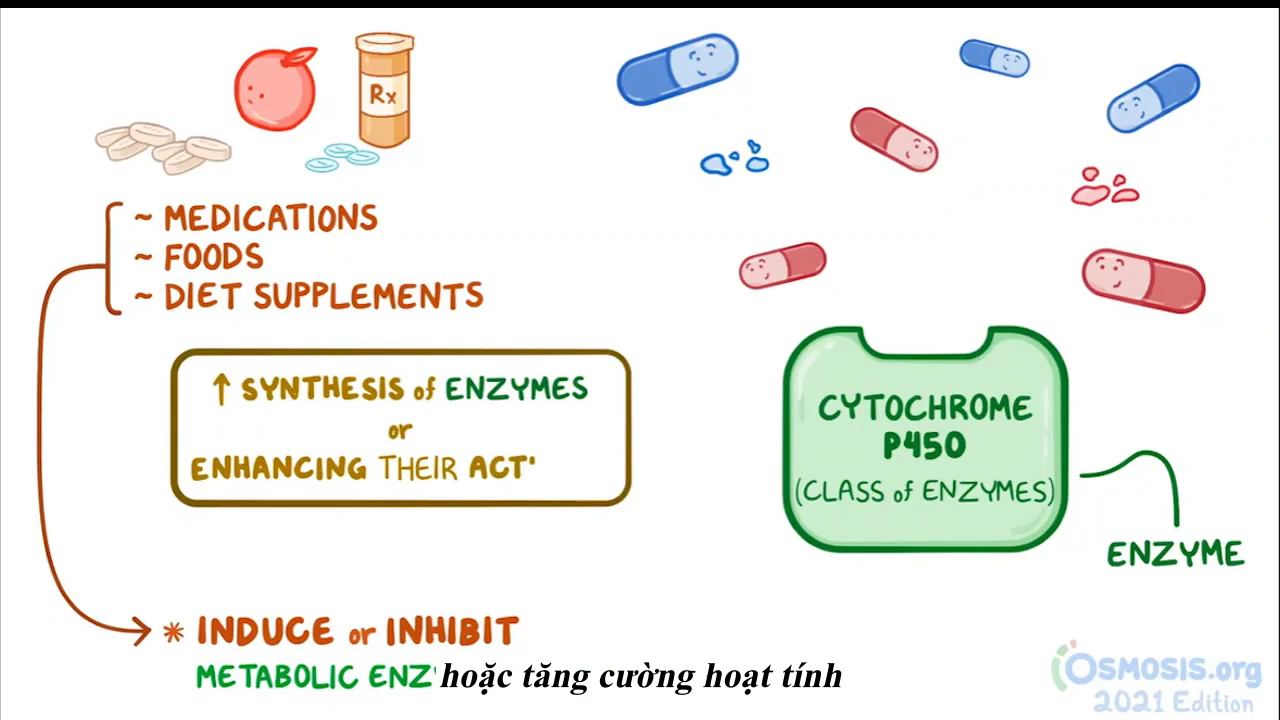 Rx
~ MEDICATIONS
~ FOODS
~ DIET SUPPLEMENTS
↑ SYNTHESIS of ENZYMES
or
ENHANCING THEIR ACT
CYTOCHROME
P450
(CLASS of ENZYMES)
ENZYME
* INDUCE or INHIBIT
METABOLIC ENZ
hoặc tăng cường hoạt tính
OSMOSIS.org
2021 Edition